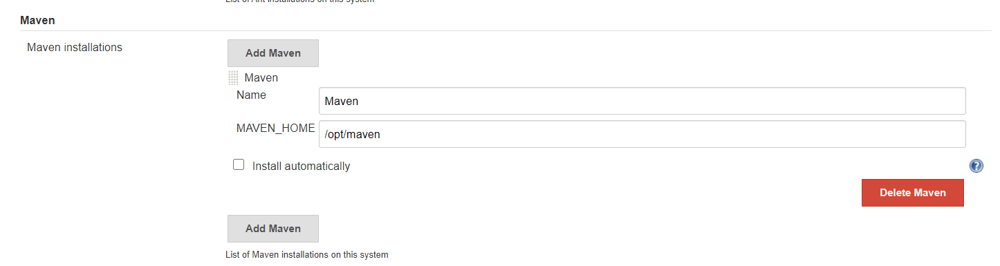 List of Ant installations on this system
Maven
Maven installations
Add Maven
Maven
Name
Maven
MAVEN_HOME
/opt/maven
Install automatically
?
Delete Maven
Add Maven
List of Maven installations on this system